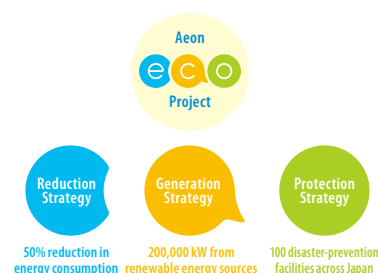 Aeon
eco
Project
Reduction
Strategy
Generation
Strategy
Protection
Strategy
50% reduction in
energy consumption
200,000 kW from
renewable energy sources
100 disaster-prevention
facilities across Japan